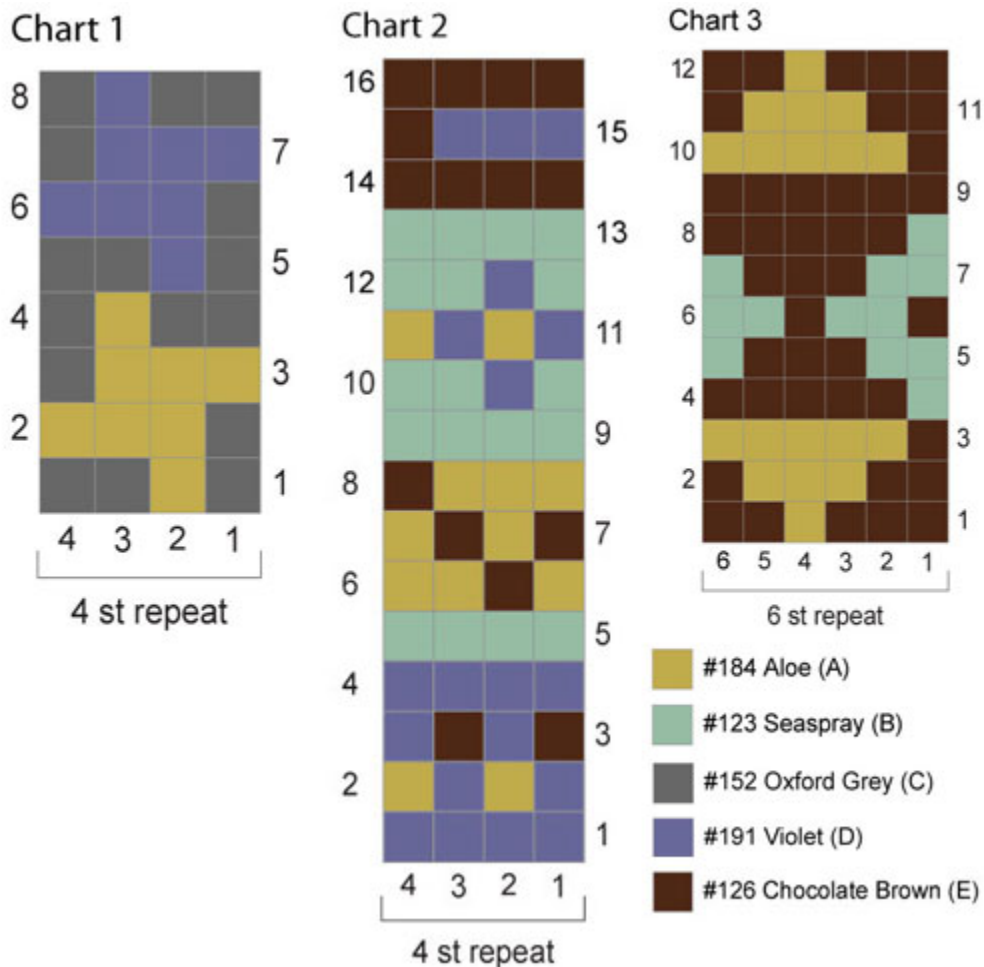 Chart 1
8
7
6
5
4
3
2
1
4 3 2 1
4 st repeat
Chart 2
16
15
14
13
12
11
10
9
8
7
6
5
4
3
2
1
4 3 2 1
4 st repeat
Chart 3
12
11
10
9
8
7
6
5
4
3
2
1
6 5 4 3 2 1
6 st repeat
#184 Aloe (A)
#123 Seaspray (B)
#152 Oxford Grey (C)
#191 Violet (D)
#126 Chocolate Brown (E)